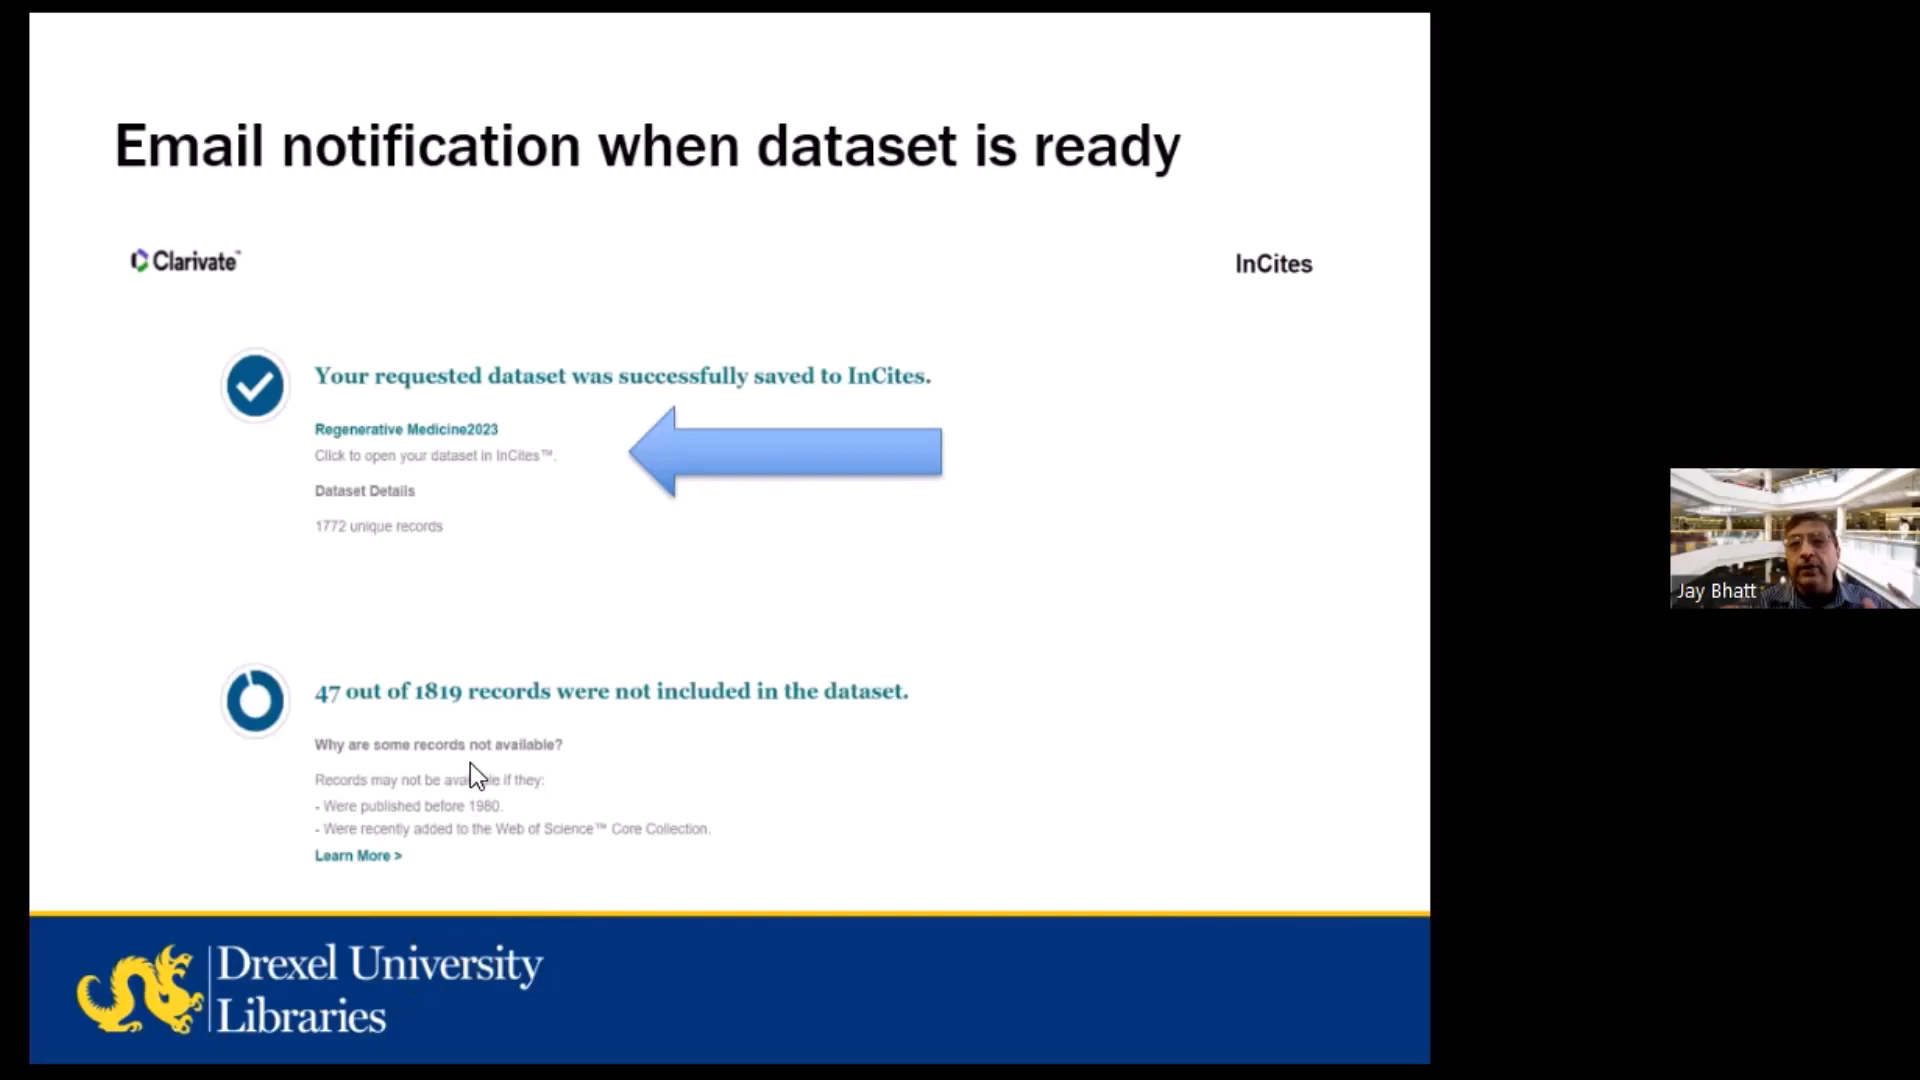 Email notification when dataset is ready
Clarivate™
InCites
Your requested dataset was successfully saved to InCites.
Regenerative Medicine2023
Click to open your dataset in InCites™.
Dataset Details
1772 unique records
47 out of 1819 records were not included in the dataset.
Why are some records not available?
Records may not be ava le if they:
- Were published before 1980.
- Were recently added to the Web of Science™ Core Collection.
Learn More >
Jay Bhatt
Drexel University
Libraries